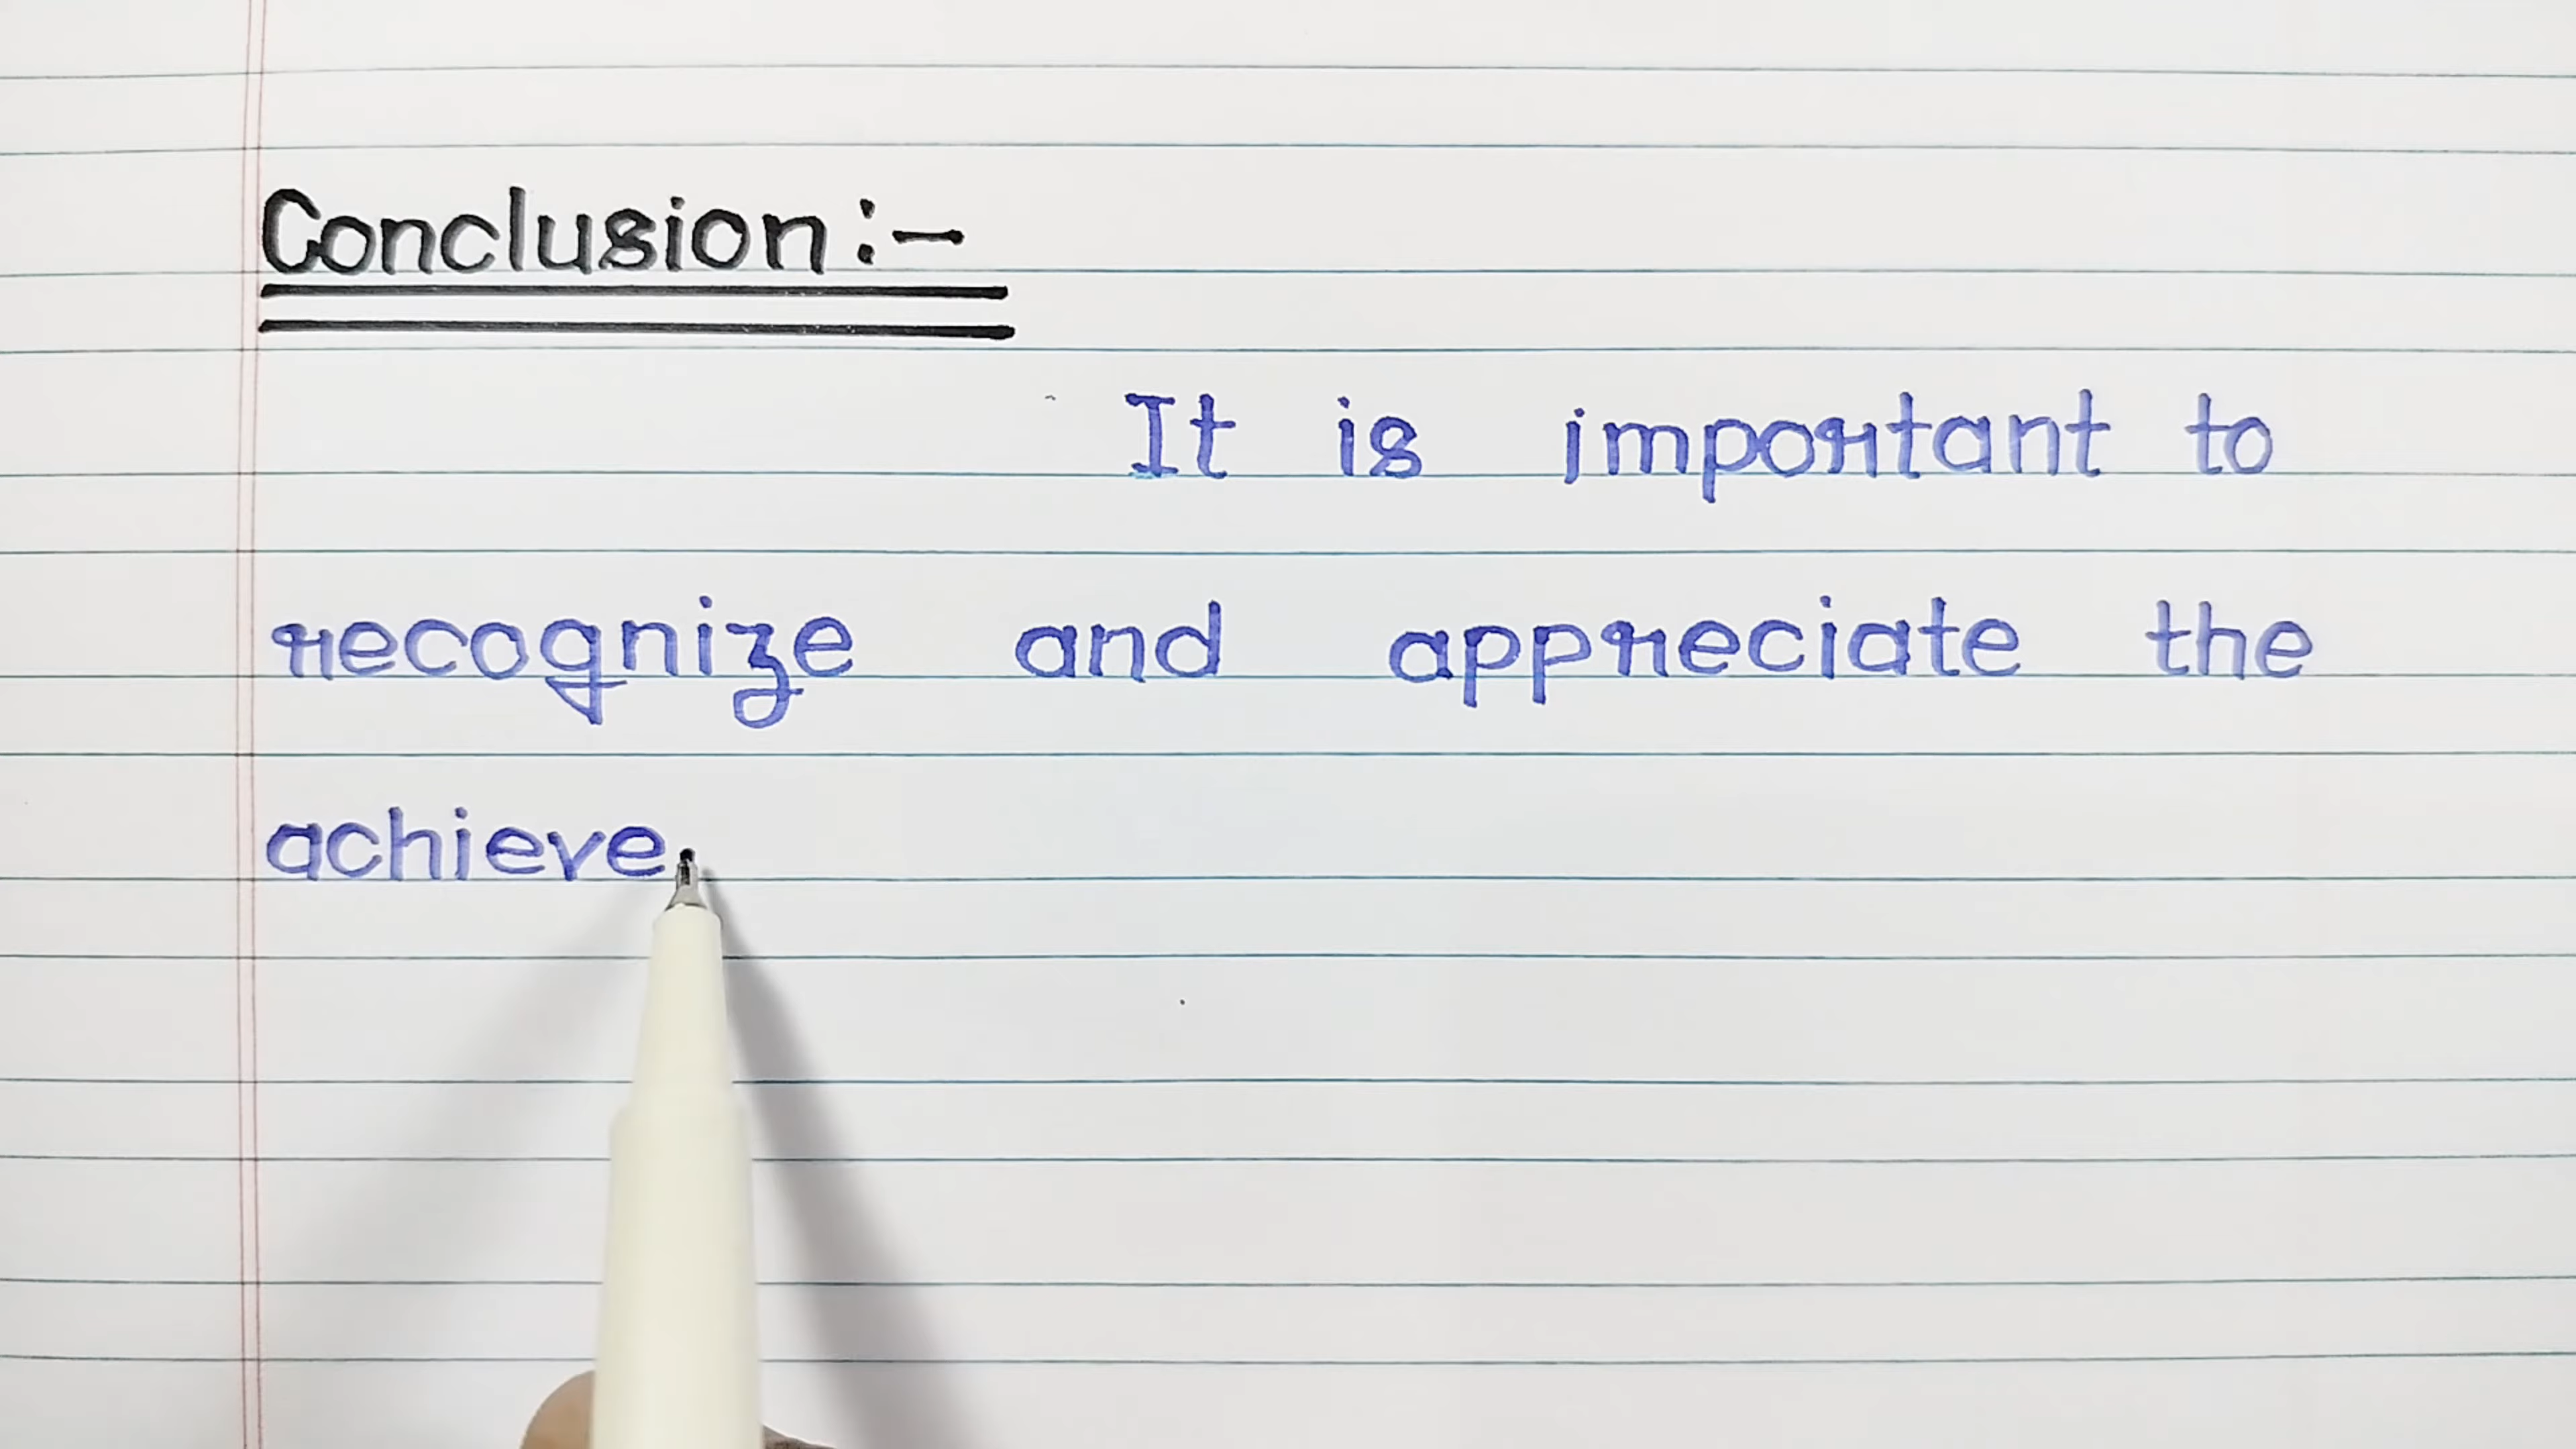 Conclusion:-
It is important to
recognize and appreciate the
achieve